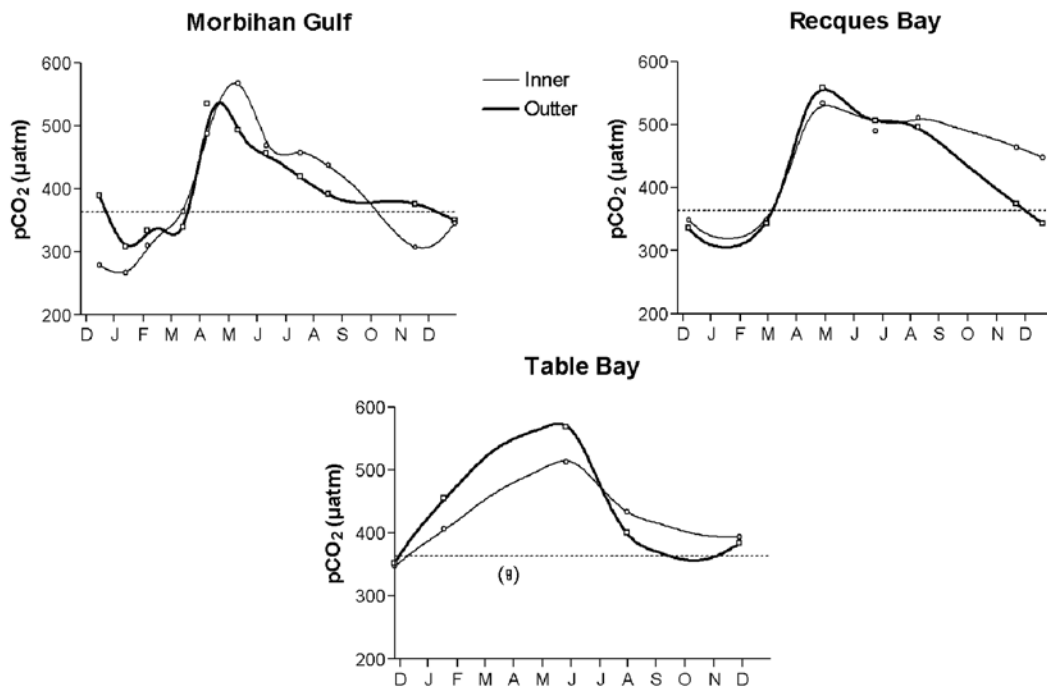 Morbihan Gulf
600
500
400
300
200
pCO₂ (µatm)
D J F M A M J J A S O N D
Inner
Outter
Recques Bay
600
500
400
300
200
pCO₂ (µatm)
D J F M A M J J A S O N D
Table Bay
600
500
400
300
200
pCO₂ (µatm)
D J F M A M J J A S O N D